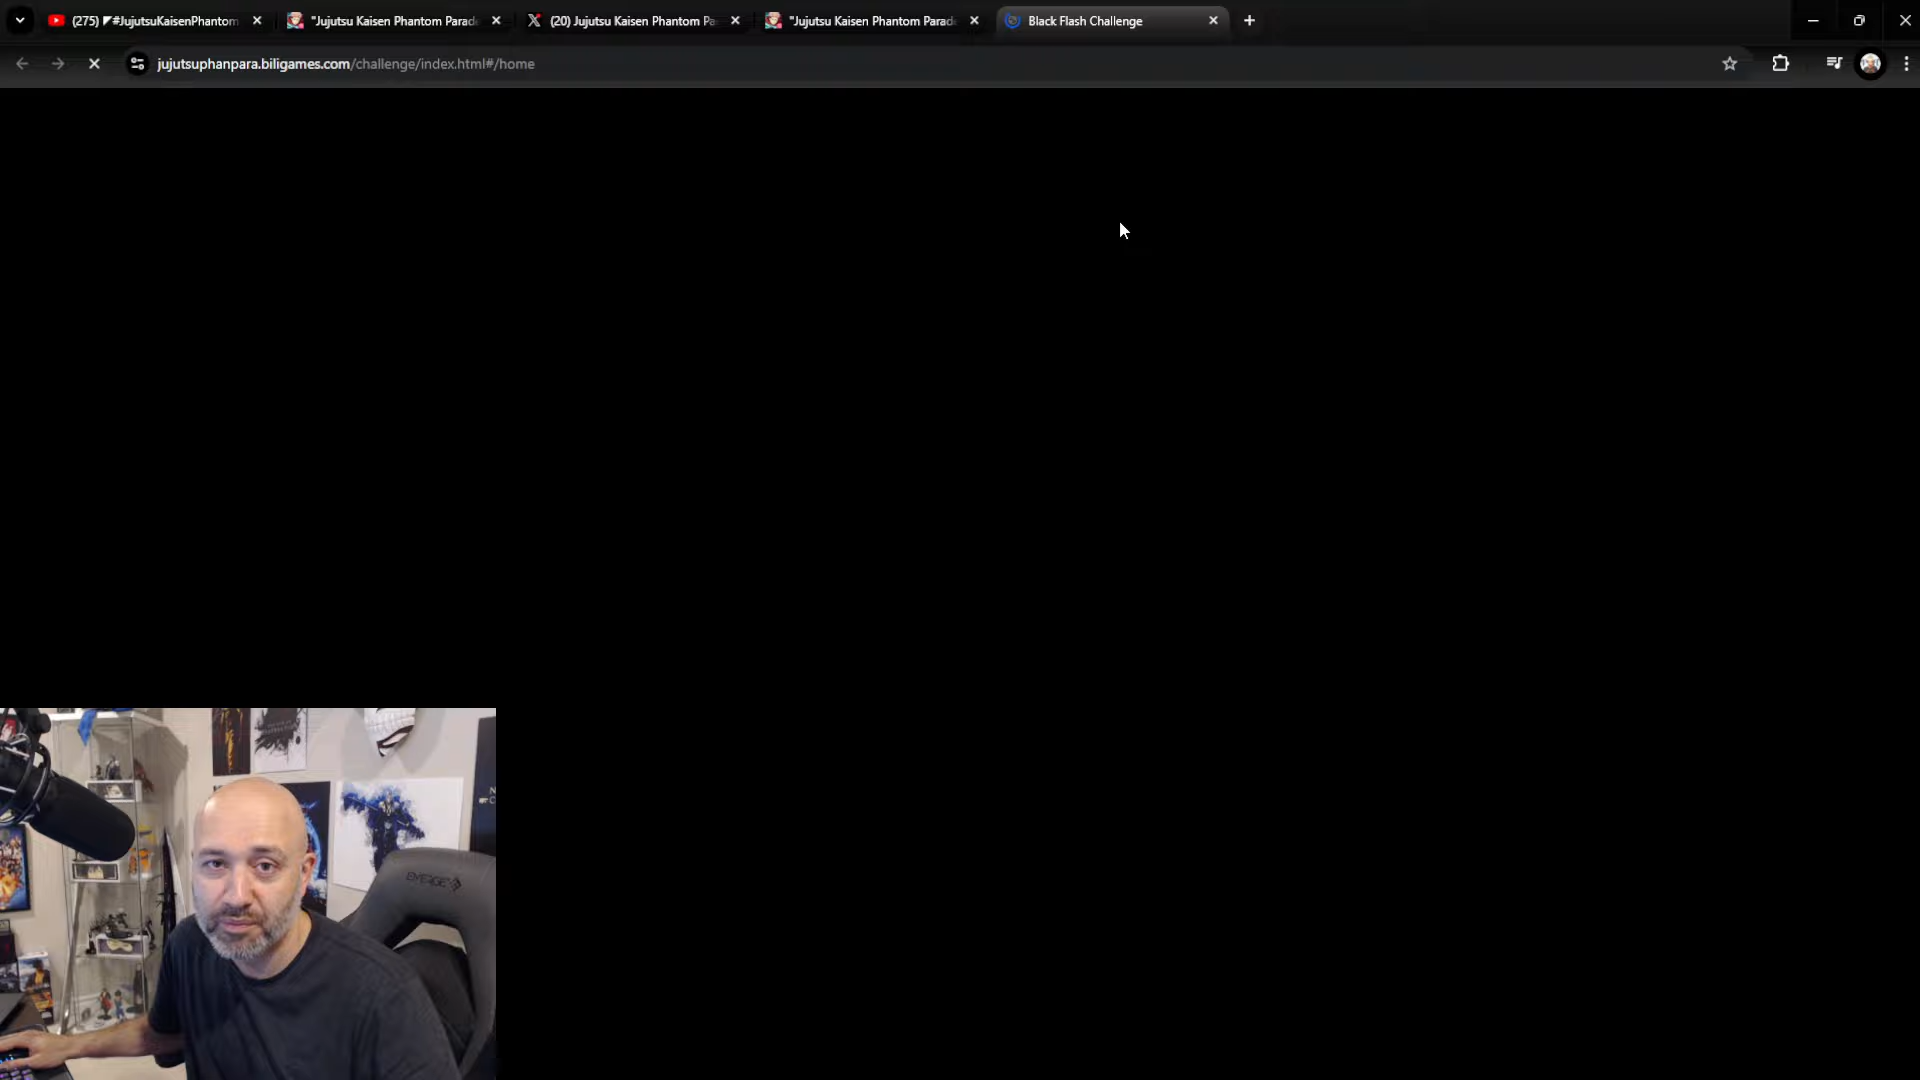 (275) ◤#JujutsuKaisenPhantom
"Jujutsu Kaisen Phantom Parad
(20) Jujutsu Kaisen Phantom Pa
"Jujutsu Kaisen Phantom Parad
Black Flash Challenge
jujutsuphanpara.biligames.com/challenge/index.html#/home
EMERGE